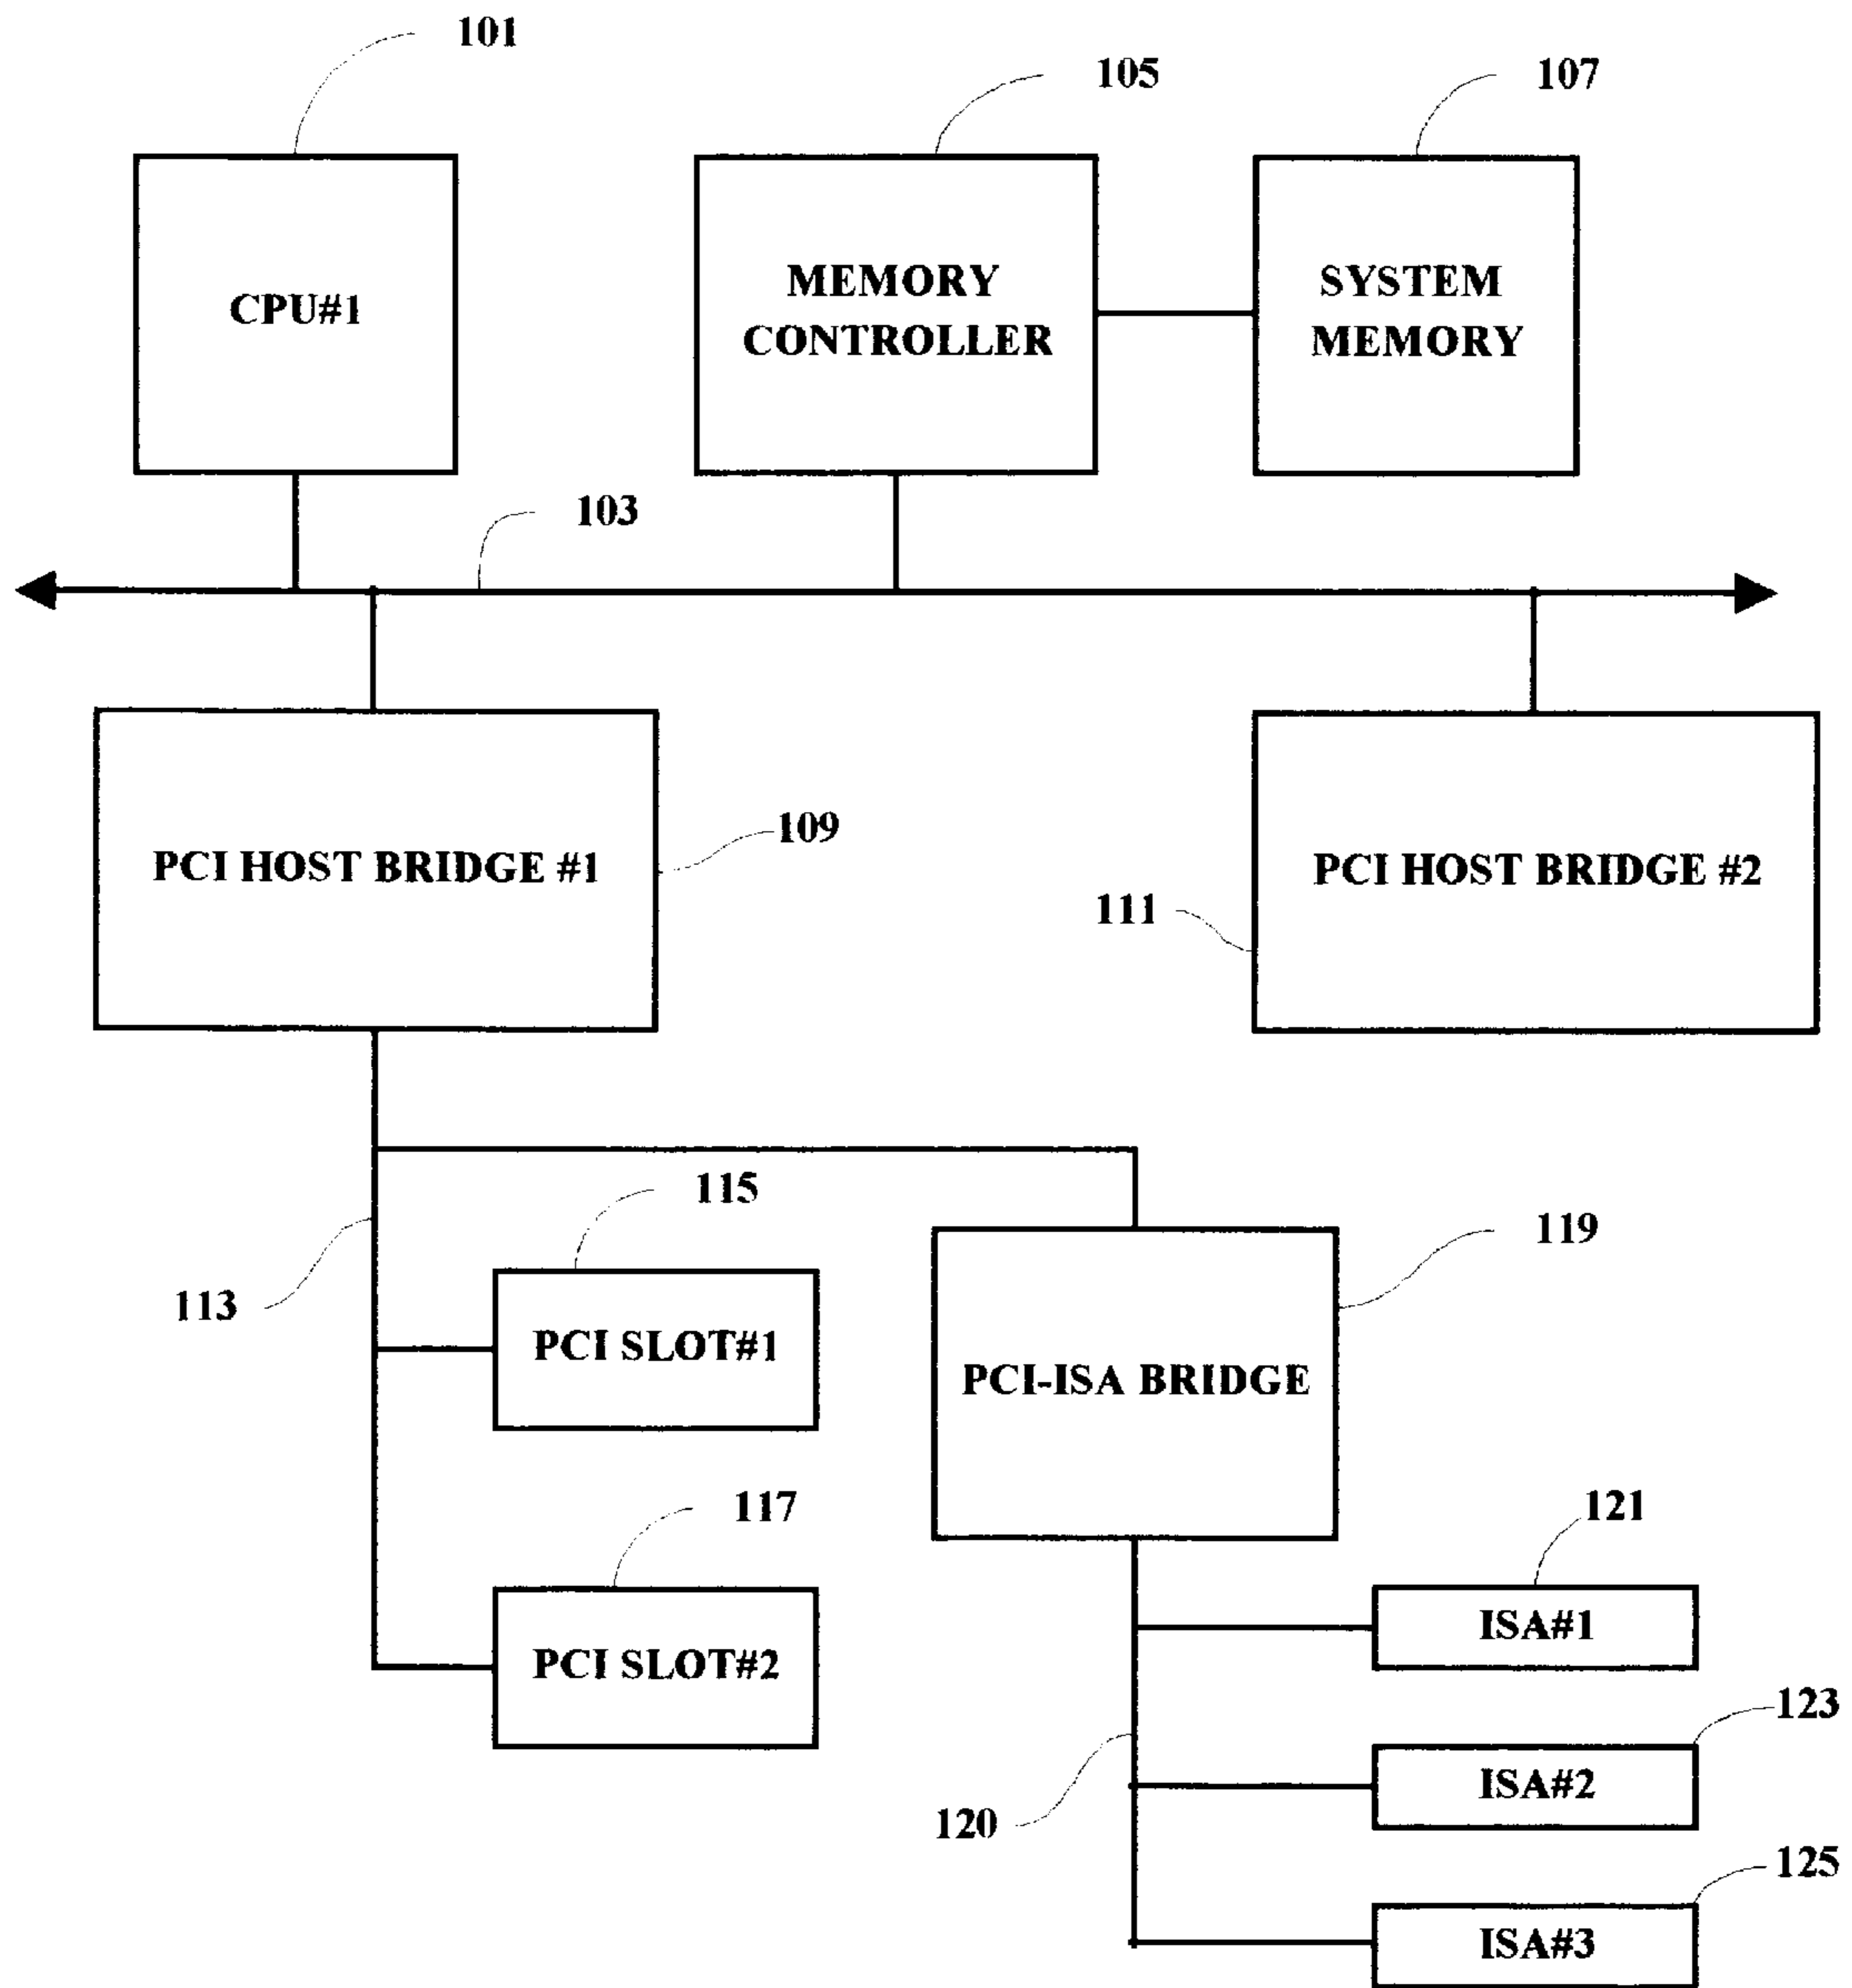 101
105
107
CPU#1
MEMORY
CONTROLLER
SYSTEM
MEMORY
103
PCI HOST BRIDGE #1
109
PCI HOST BRIDGE #2
111
113
115
PCI SLOT#1
119
PCI-ISA BRIDGE
117
PCI SLOT#2
121
ISA#1
123
ISA#2
120
125
ISA#3